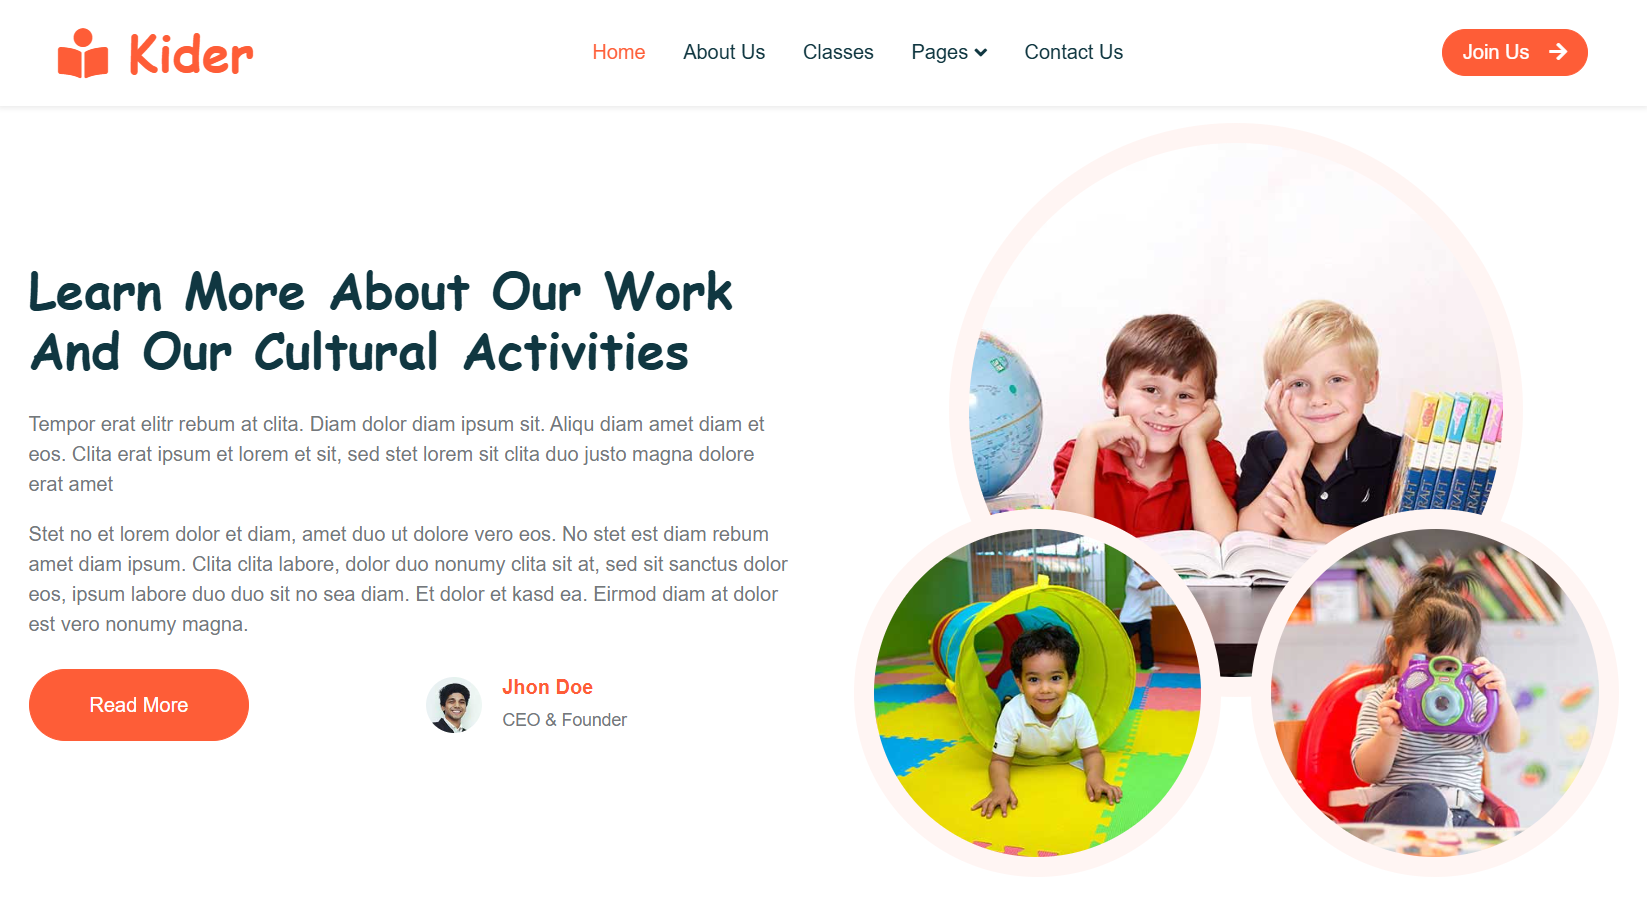 Kider
Home About Us Classes Pages Contact Us
Join Us
Learn More About Our Work
And Our Cultural Activities
Tempor erat elitr rebum at clita. Diam dolor diam ipsum sit. Aliqu diam amet diam et
eos. Clita erat ipsum et lorem et sit, sed stet lorem sit clita duo justo magna dolore
erat amet
Stet no et lorem dolor et diam, amet duo ut dolore vero eos. No stet est diam rebum
amet diam ipsum. Clita clita labore, dolor duo nonumy clita sit at, sed sit sanctus dolor
eos, ipsum labore duo duo sit no sea diam. Et dolor et kasd ea. Eirmod diam at dolor
est vero nonumy magna.
Read More
Jhon Doe
CEO & Founder